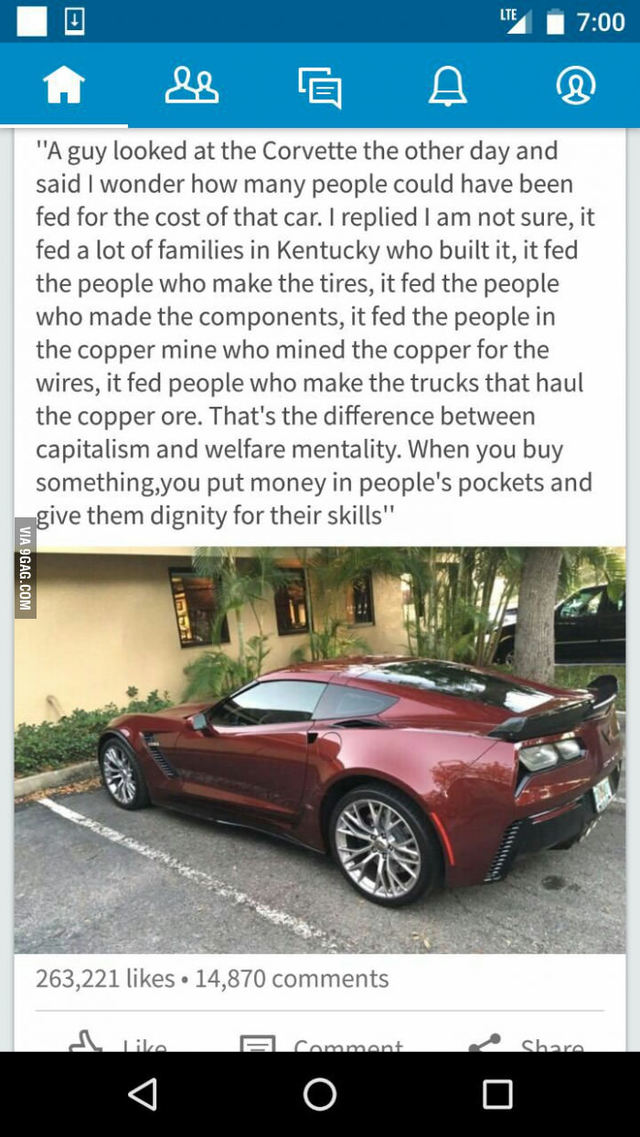 LTE 7:00
"A guy looked at the Corvette the other day and
said I wonder how many people could have been
fed for the cost of that car. I replied I am not sure, it
fed a lot of families in Kentucky who built it, it fed
the people who make the tires, it fed the people
who made the components, it fed the people in
the copper mine who mined the copper for the
wires, it fed people who make the trucks that haul
the copper ore. That's the difference between
capitalism and welfare mentality. When you buy
something,you put money in people's pockets and
give them dignity for their skills''
VIA 9GAG.COM
263,221 likes • 14,870 comments
Like Comment Share